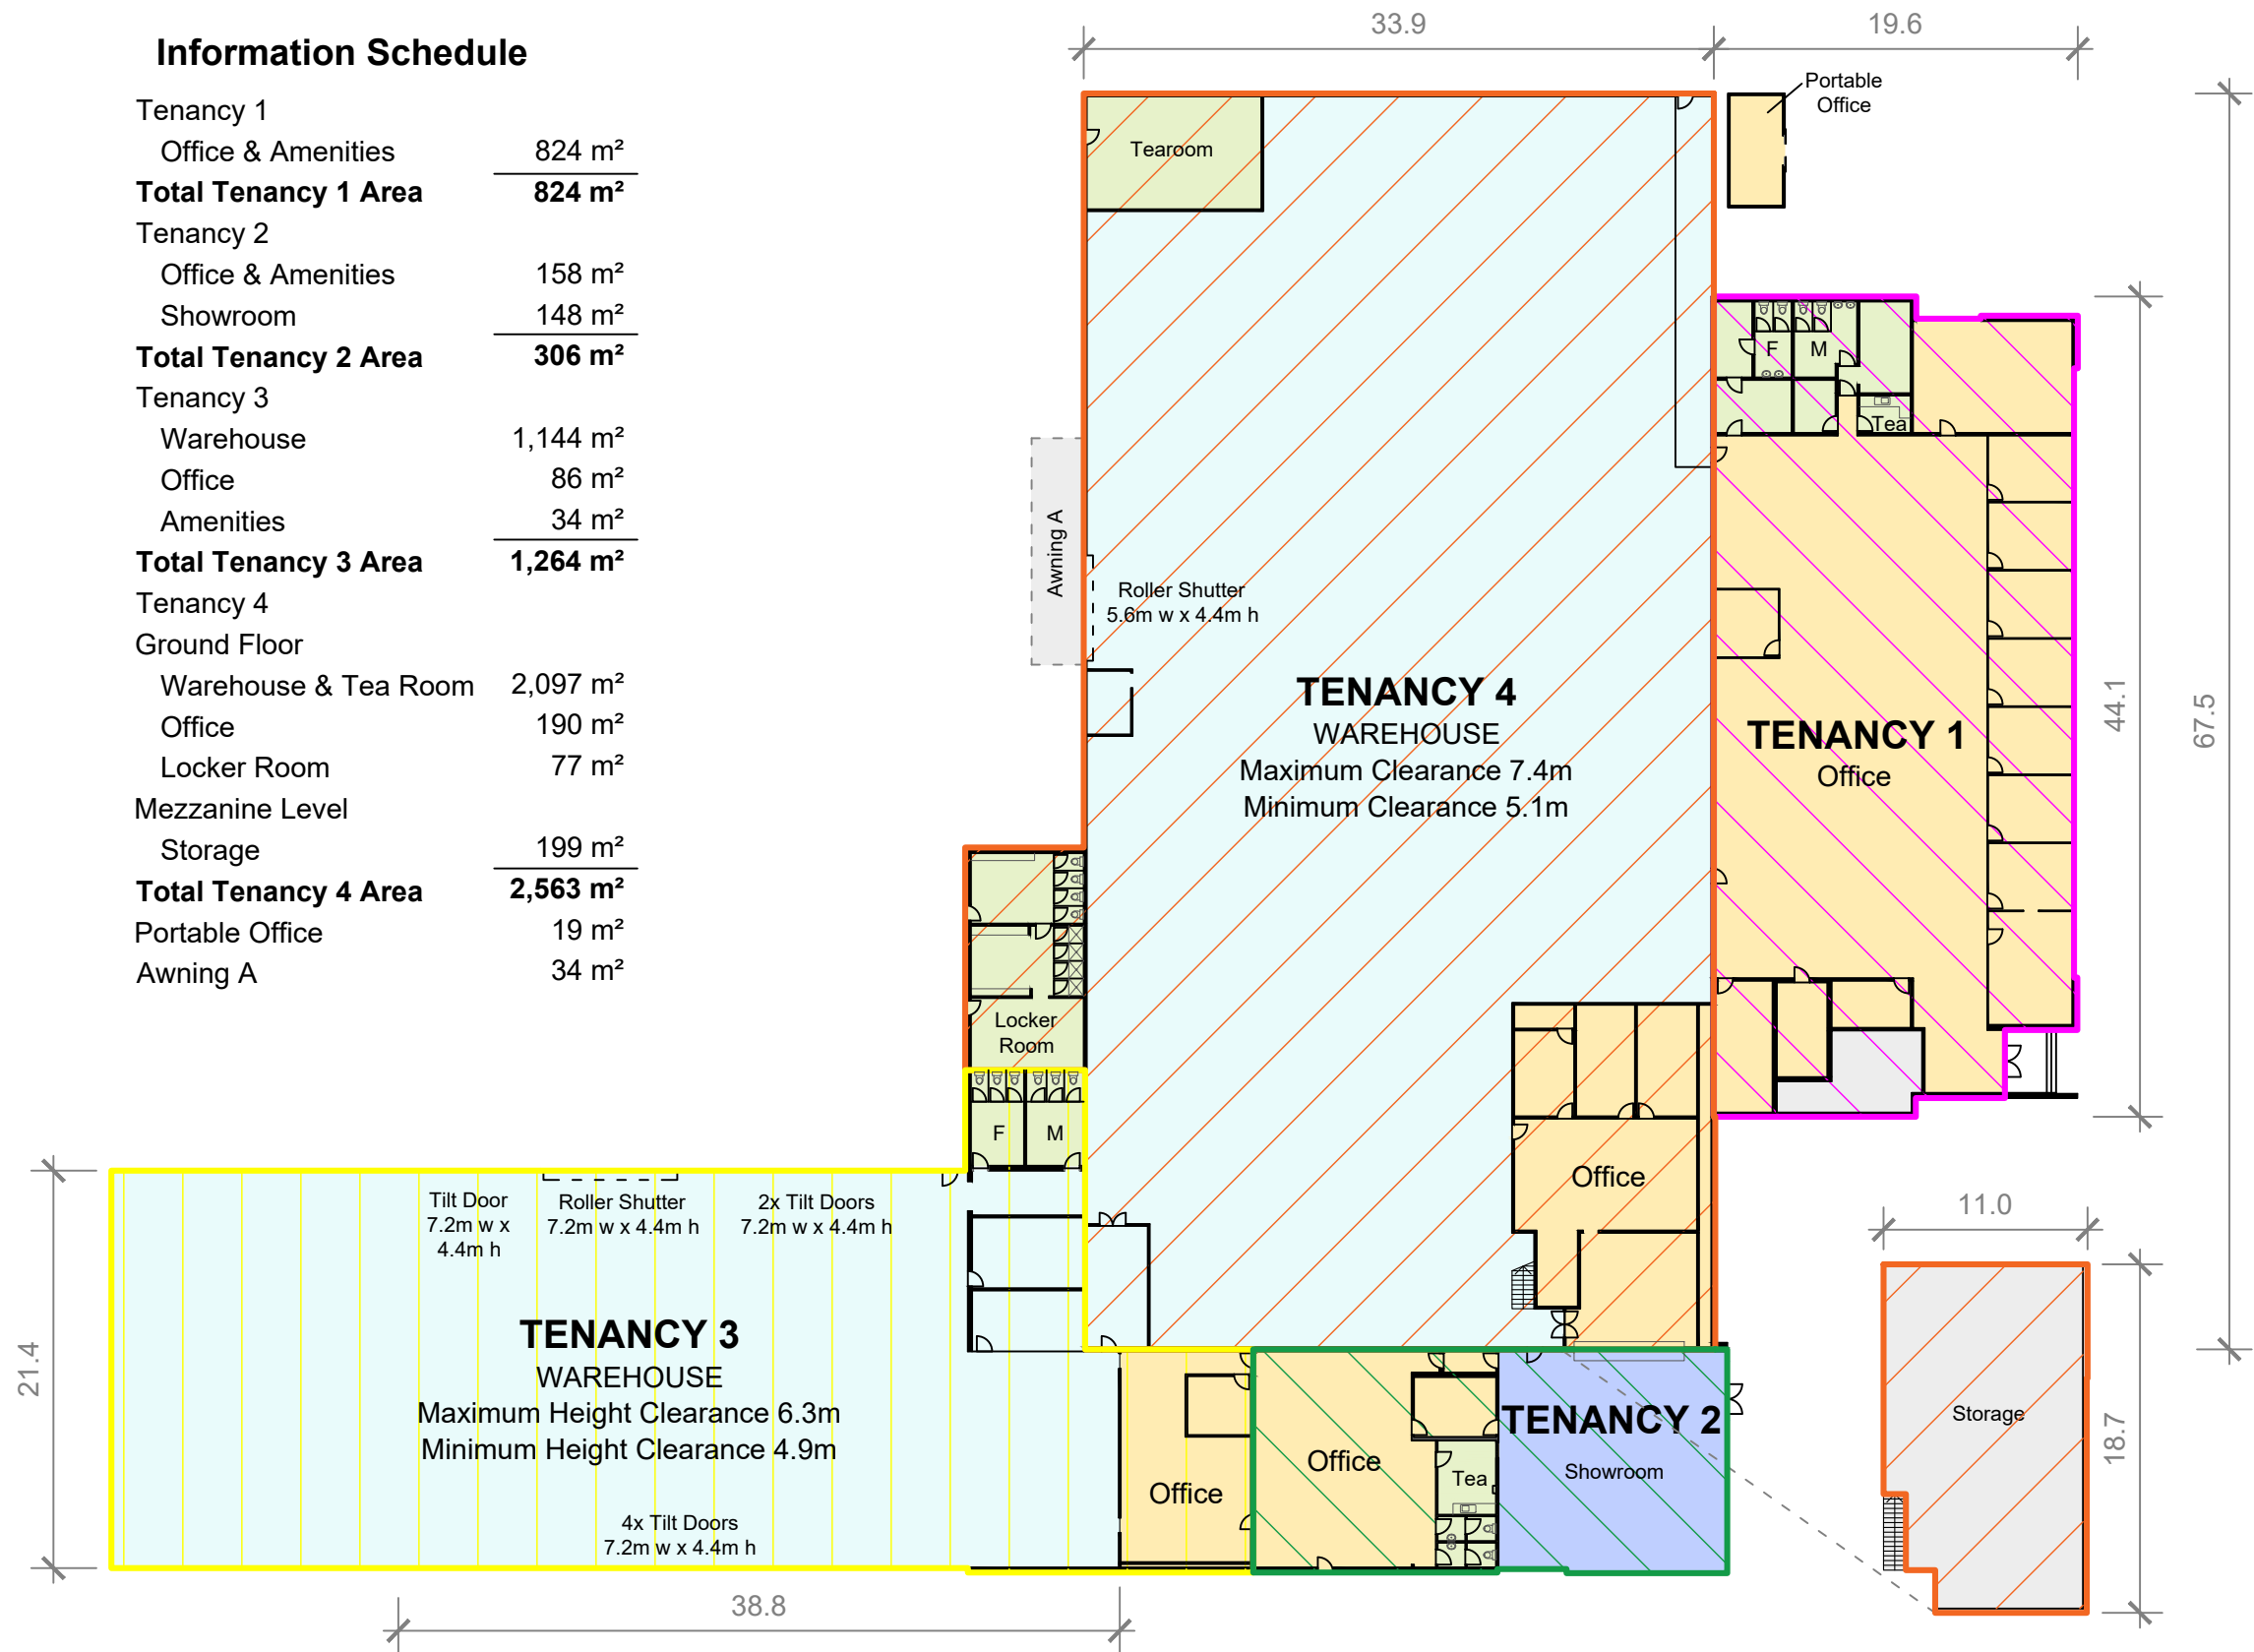 Information Schedule
Tenancy 1
Office & Amenities 824 m²
Total Tenancy 1 Area 824 m²
Tenancy 2
Office & Amenities 158 m²
Showroom 148 m²
Total Tenancy 2 Area 306 m²
Tenancy 3
Warehouse 1,144 m²
Office 86 m²
Amenities 34 m²
Total Tenancy 3 Area 1,264 m²
Tenancy 4
Ground Floor
Warehouse & Tea Room 2,097 m²
Office 190 m²
Locker Room 77 m²
Mezzanine Level
Storage 199 m²
Total Tenancy 4 Area 2,563 m²
Portable Office 19 m²
Awning A 34 m²
33.9
19.6
Portable
Office
Tearoom
F
M
Tea
Awning A
Roller Shutter
5.6m w x 4.4m h
TENANCY 4
WAREHOUSE
Maximum Clearance 7.4m
Minimum Clearance 5.1m
TENANCY 1
Office
44.1
67.5
Locker
Room
F
M
Office
Tilt Door
7.2m w x
4.4m h
Roller Shutter
7.2m w x 4.4m h
2x Tilt Doors
7.2m w x 4.4m h
21.4
TENANCY 3
WAREHOUSE
Maximum Height Clearance 6.3m
Minimum Height Clearance 4.9m
4x Tilt Doors
7.2m w x 4.4m h
Office
Office
Tea
TENANCY 2
Showroom
11.0
Storage
18.7
38.8